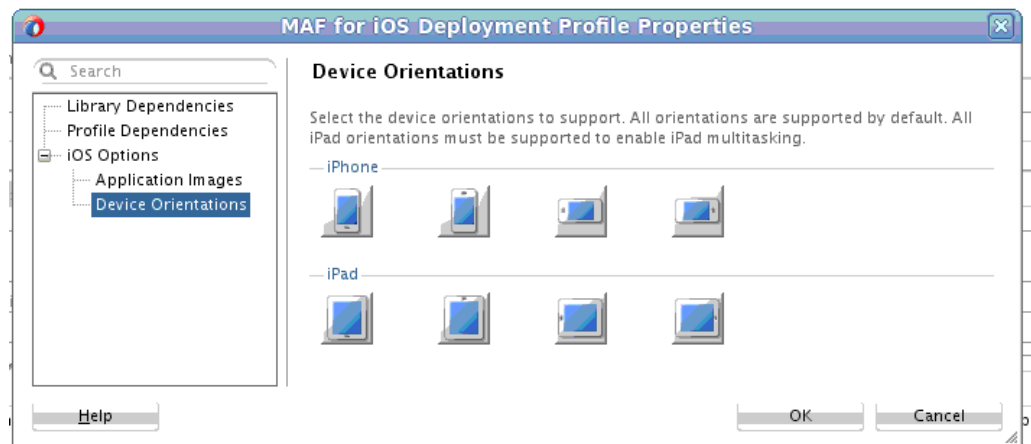 MAF for iOS Deployment Profile Properties
Search
Library Dependencies
Profile Dependencies
iOS Options
Application Images
Device Orientations
Device Orientations
Select the device orientations to support. All orientations are supported by default. All
iPad orientations must be supported to enable iPad multitasking.
iPhone
iPad
Help
OK
Cancel